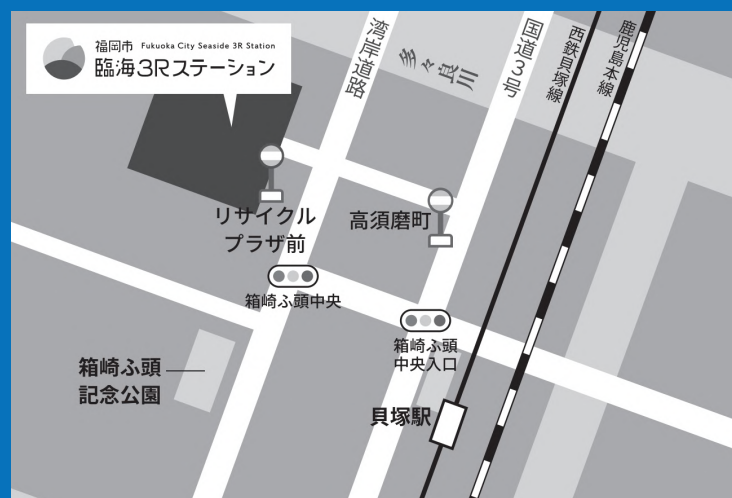 福岡市 Fukuoka City Seaside 3R Station
臨海3Rステーション
湾岸道路
多々良川
国道3号
西鉄貝塚線
鹿児島本線
リサイクル
プラザ前
高須磨町
箱崎ふ頭中央
箱崎ふ頭
中央入口
箱崎ふ頭
記念公園
貝塚駅